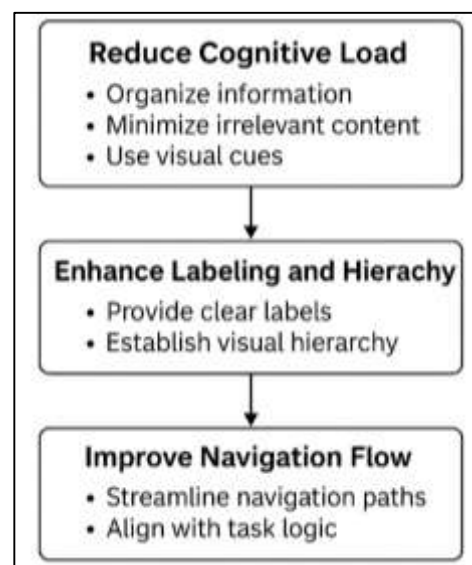 Reduce Cognitive Load
• Organize information
• Minimize irrelevant content
• Use visual cues
Enhance Labeling and Hierachy
• Provide clear labels
• Establish visual hierarchy
Improve Navigation Flow
• Streamline navigation paths
• Align with task logic